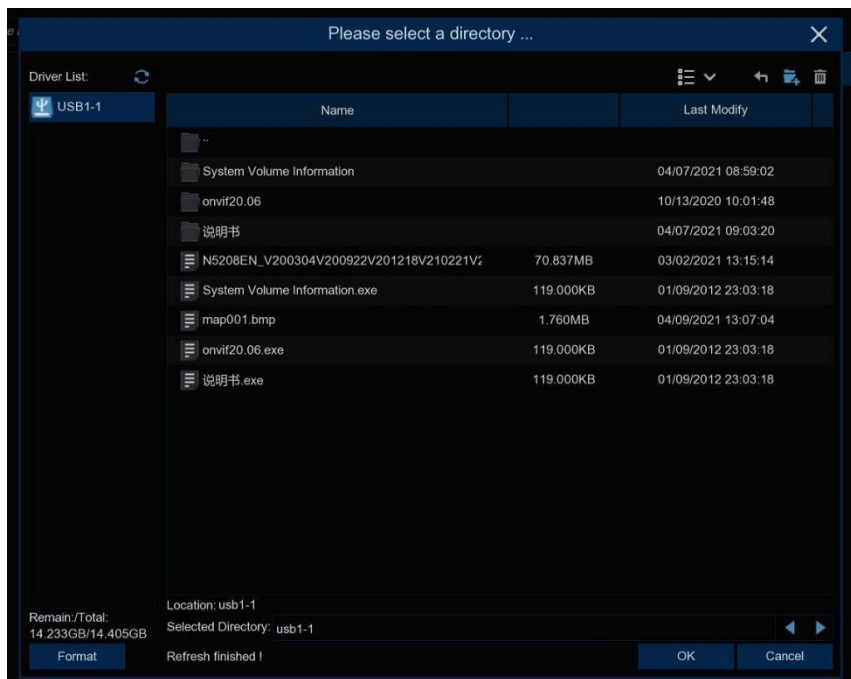 Please select a directory ...
Driver List:
USB1-1
Name
Last Modify
..
System Volume Information 04/07/2021 08:59:02
onvif20.06 10/13/2020 10:01:48
说明书 04/07/2021 09:03:20
N5208EN_V200304V200922V201218V210221V2 70.837MB 03/02/2021 13:15:14
System Volume Information.exe 119.000KB 01/09/2012 23:03:18
map001.bmp 1.760MB 04/09/2021 13:07:04
onvif20.06.exe 119.000KB 01/09/2012 23:03:18
说明书.exe 119.000KB 01/09/2012 23:03:18
Location: usb1-1
Remain:/Total:
14.233GB/14.405GB
Selected Directory: usb1-1
Format
Refresh finished !
OK
Cancel